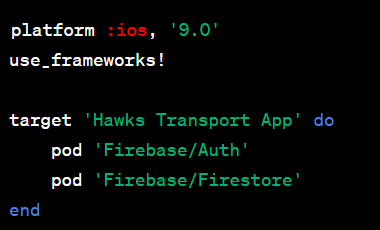 platform :ios, '9.0'
use_frameworks!
target 'Hawks Transport App' do
pod 'Firebase/Auth'
pod 'Firebase/Firestore'
end